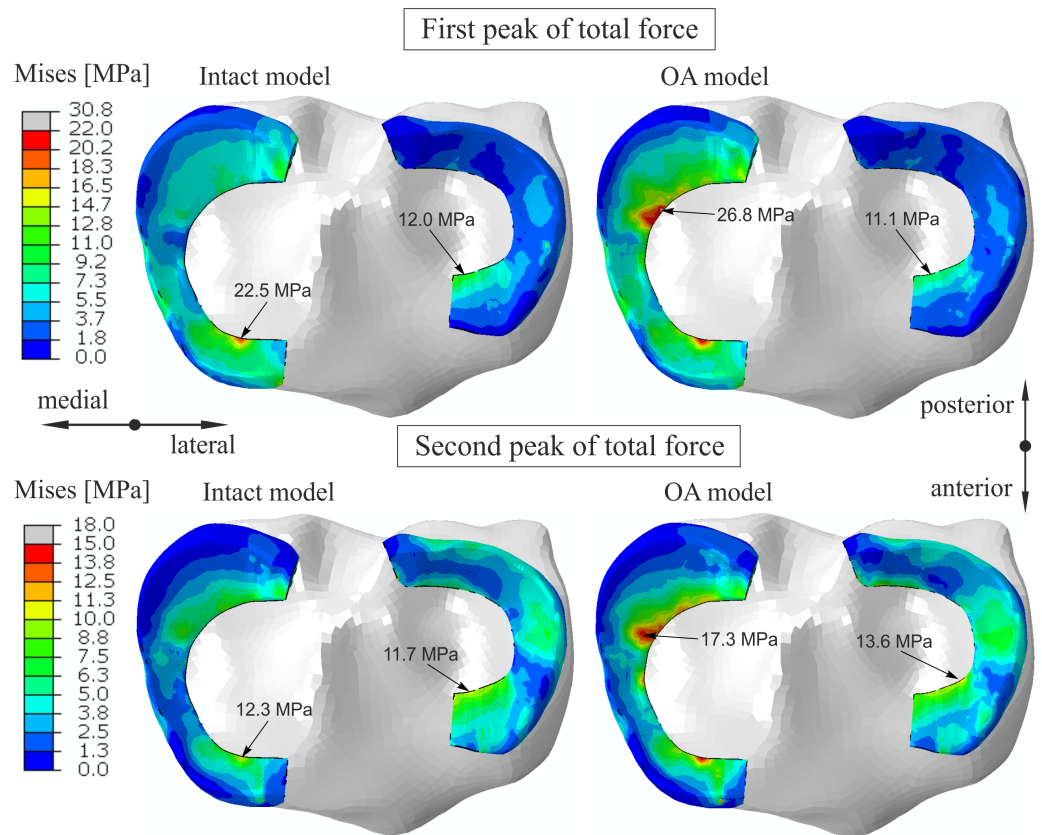 First peak of total force
Mises [MPa]
Intact model
OA model
30.8
22.0
20.2
18.3
16.5
14.7
12.8
11.0
9.2
7.3
5.5
3.7
1.8
0.0
12.0 MPa
22.5 MPa
26.8 MPa
11.1 MPa
medial
lateral
posterior
anterior
Second peak of total force
Mises [MPa]
Intact model
OA model
18.0
15.0
13.8
12.5
11.3
10.0
8.8
7.5
6.3
5.0
3.8
2.5
1.3
0.0
11.7 MPa
12.3 MPa
17.3 MPa
13.6 MPa